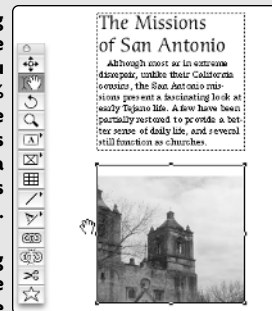 The Missions
of San Antonio
Although most ar in extreme
disrepair, unlike their California
cousins, the San Antonio mis-
sions present a fascinating look at
early Tejano life. A few have been
partially restored to provide a bet-
ter sense of daily life, and several
still function as churches.